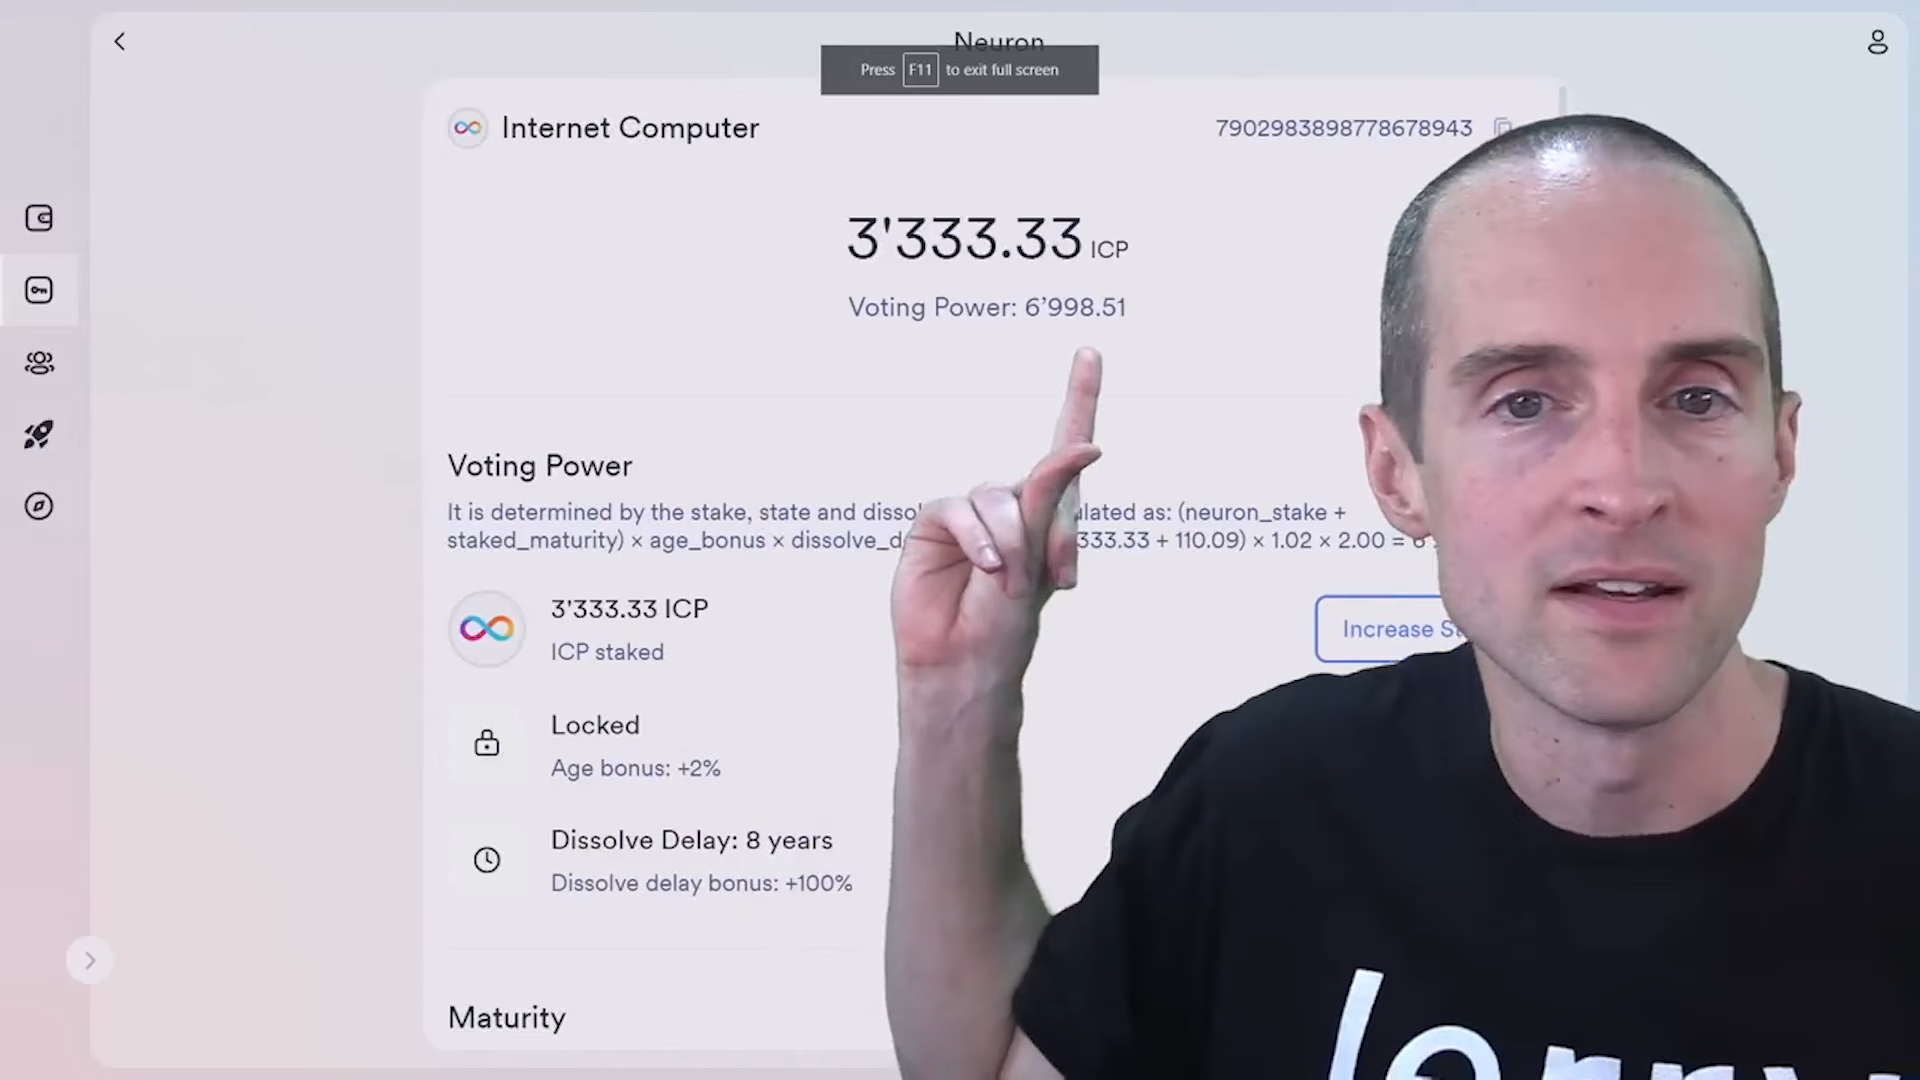 Neuron
Press F11 to exit full screen
Internet Computer
7902983898778678943
3'333.33 ICP
Voting Power: 6'998.51
Voting Power
It is determined by the stake, state and ulated as: (neuron_stake +
staked_maturity) × age_bonus × 333.33 + 110.09) × 1.02 × 2.00 =
3'333.33 ICP
ICP staked
Increase
Locked
Age bonus: +2%
Dissolve Delay: 8 years
Dissolve delay bonus: +100%
Maturity